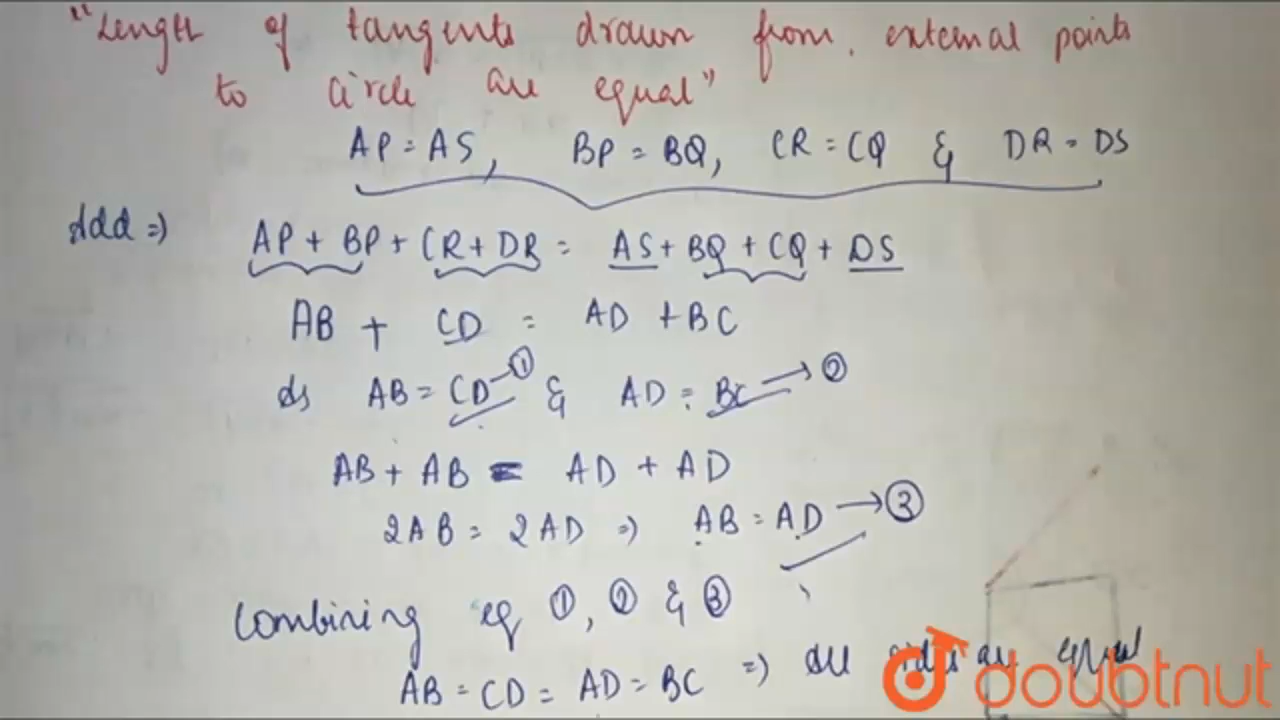 "Length of tangents drawn from, external points
to circle are equal"
AP = AS, BP = BQ, CR = CQ & DR = DS
Add ⇒) AP + BP + CR + DR = AS + BQ + CQ + DS
AB + CD = AD + BC
As AB = CD → ① & AD = BC → ②
AB + AB = AD + AD
2AB = 2AD ⇒ AB = AD → ③
Combining eq ①, ② & ③
AB = CD = AD = BC ⇒ All sides are equal
doubtnut